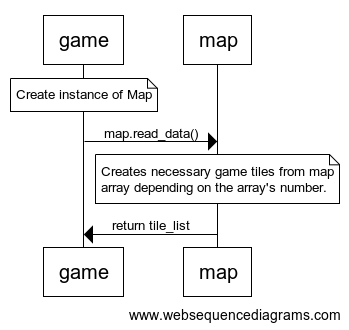 game
map
Create instance of Map
map.read_data()
Creates necessary game tiles from map
array depending on the array's number.
return tile_list
game
map
www.websequencediagrams.com